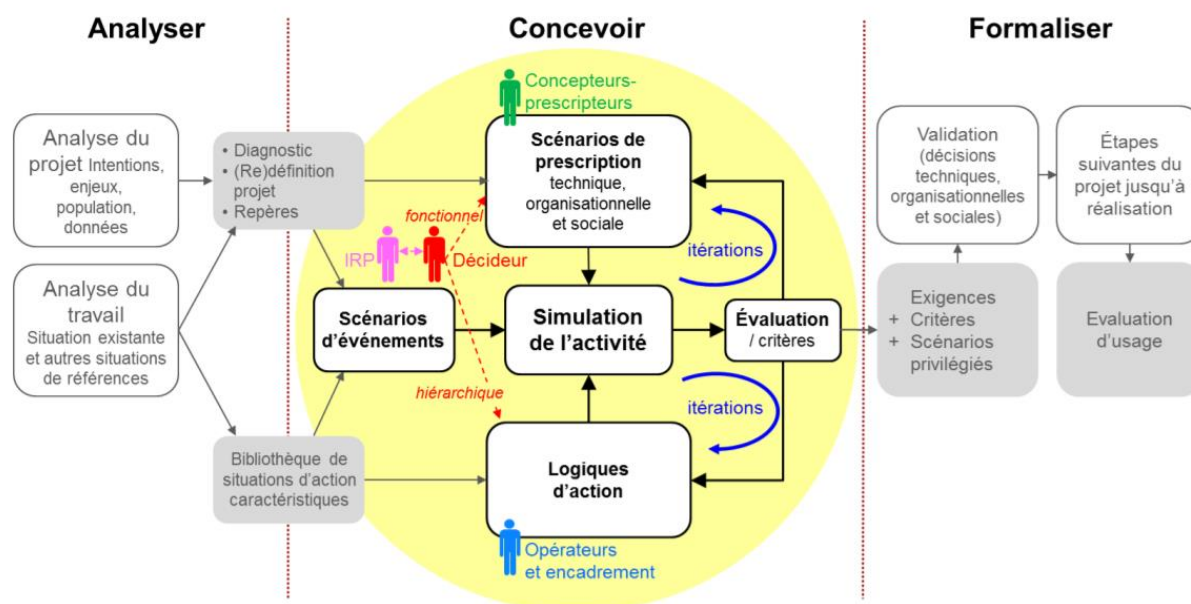 Analyser
Concevoir
Formaliser
Analyse du
projet Intentions,
enjeux,
population,
données
Analyse du
travail
Situation existante
et autres situations
de références
• Diagnostic
• (Re)définition
projet
• Repères
Bibliothèque de
situations d'action
caractéristiques
Concepteurs-
prescripteurs
Scénarios de
prescription
technique,
organisationnelle
et sociale
fonctionnel
IRP
Décideur
hiérarchique
Scénarios
d'événements
Simulation
de l'activité
itérations
Évaluation
/ critères
itérations
Logiques
d'action
Opérateurs
et encadrement
Validation
(décisions
techniques,
organisationnelles
et sociales)
Étapes
suivantes du
projet jusqu'à
réalisation
Exigences
+ Critères
+ Scénarios
privilégiés
Evaluation
d'usage